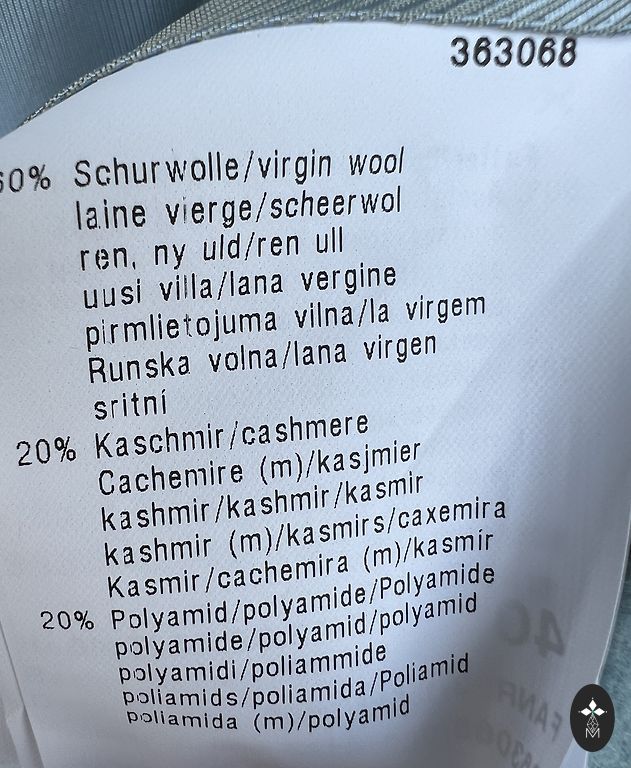 363068
60% Schurwolle/virgin wool
laine vierge/scheerwol
ren, ny uld/ren ull
uusi villa/lana vergine
pirmlietojuma vilna/la virgem
Runska volna/lana virgen
sritní
20% Kaschmir/cashmere
Cachemire (m)/kasjmier
kashmir/kashmir/kasmir
kashmir (m)/kasmirs/caxemira
Kasmir/cachemira (m)/kasmír
20% Polyamid/polyamide/Polyamide
polyamide/polyamid/polyamid
polyamidi/poliammide
poliamids/poliamida/Poliamid
poliamida (m)/polyamid